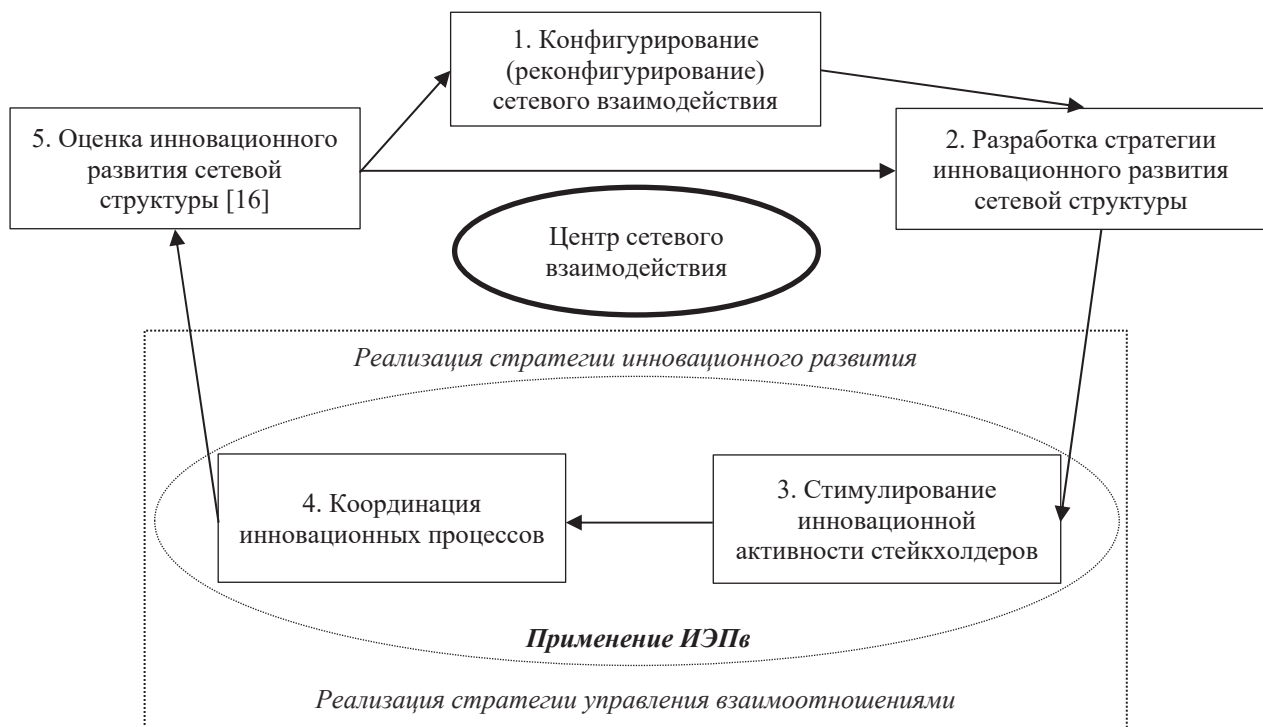 1. Конфигурирование
(реконфигурирование)
сетевого взаимодействия
5. Оценка инновационного
развития сетевой
структуры [16]
2. Разработка стратегии
инновационного развития
сетевой структуры
Центр сетевого
взаимодействия
Реализация стратегии инновационного развития
4. Координация
инновационных процессов
3. Стимулирование
инновационной
активности стейкхолдеров
Применение ИЭПв
Реализация стратегии управления взаимоотношениями